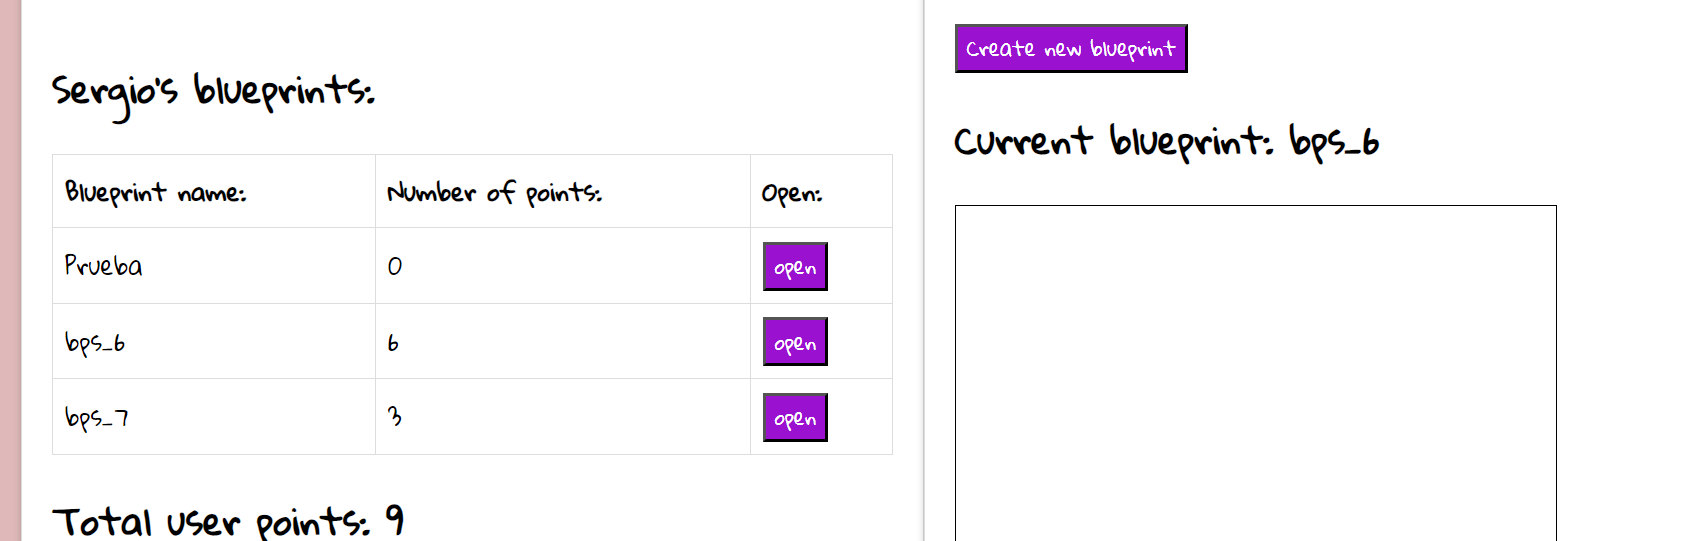 Sergio's blueprints:
Blueprint name: Number of points: Open:
Prueba 0 open
bps_6 6 open
bps_7 3 open
Total user points: 9
Create new blueprint
Current blueprint: bps_6